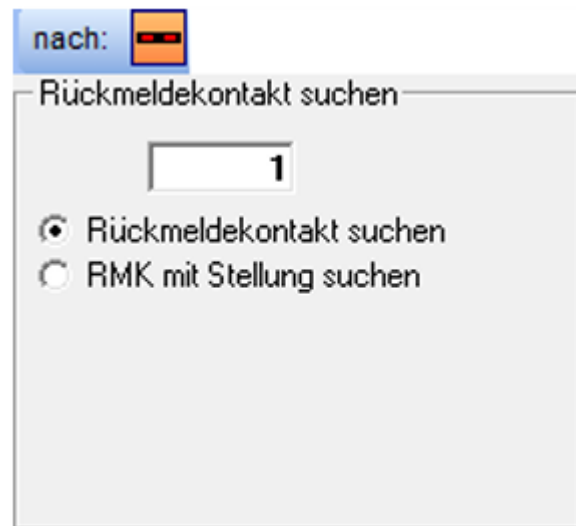 nach:
Rückmeldekontakt suchen
1
Rückmeldekontakt suchen
RMK mit Stellung suchen